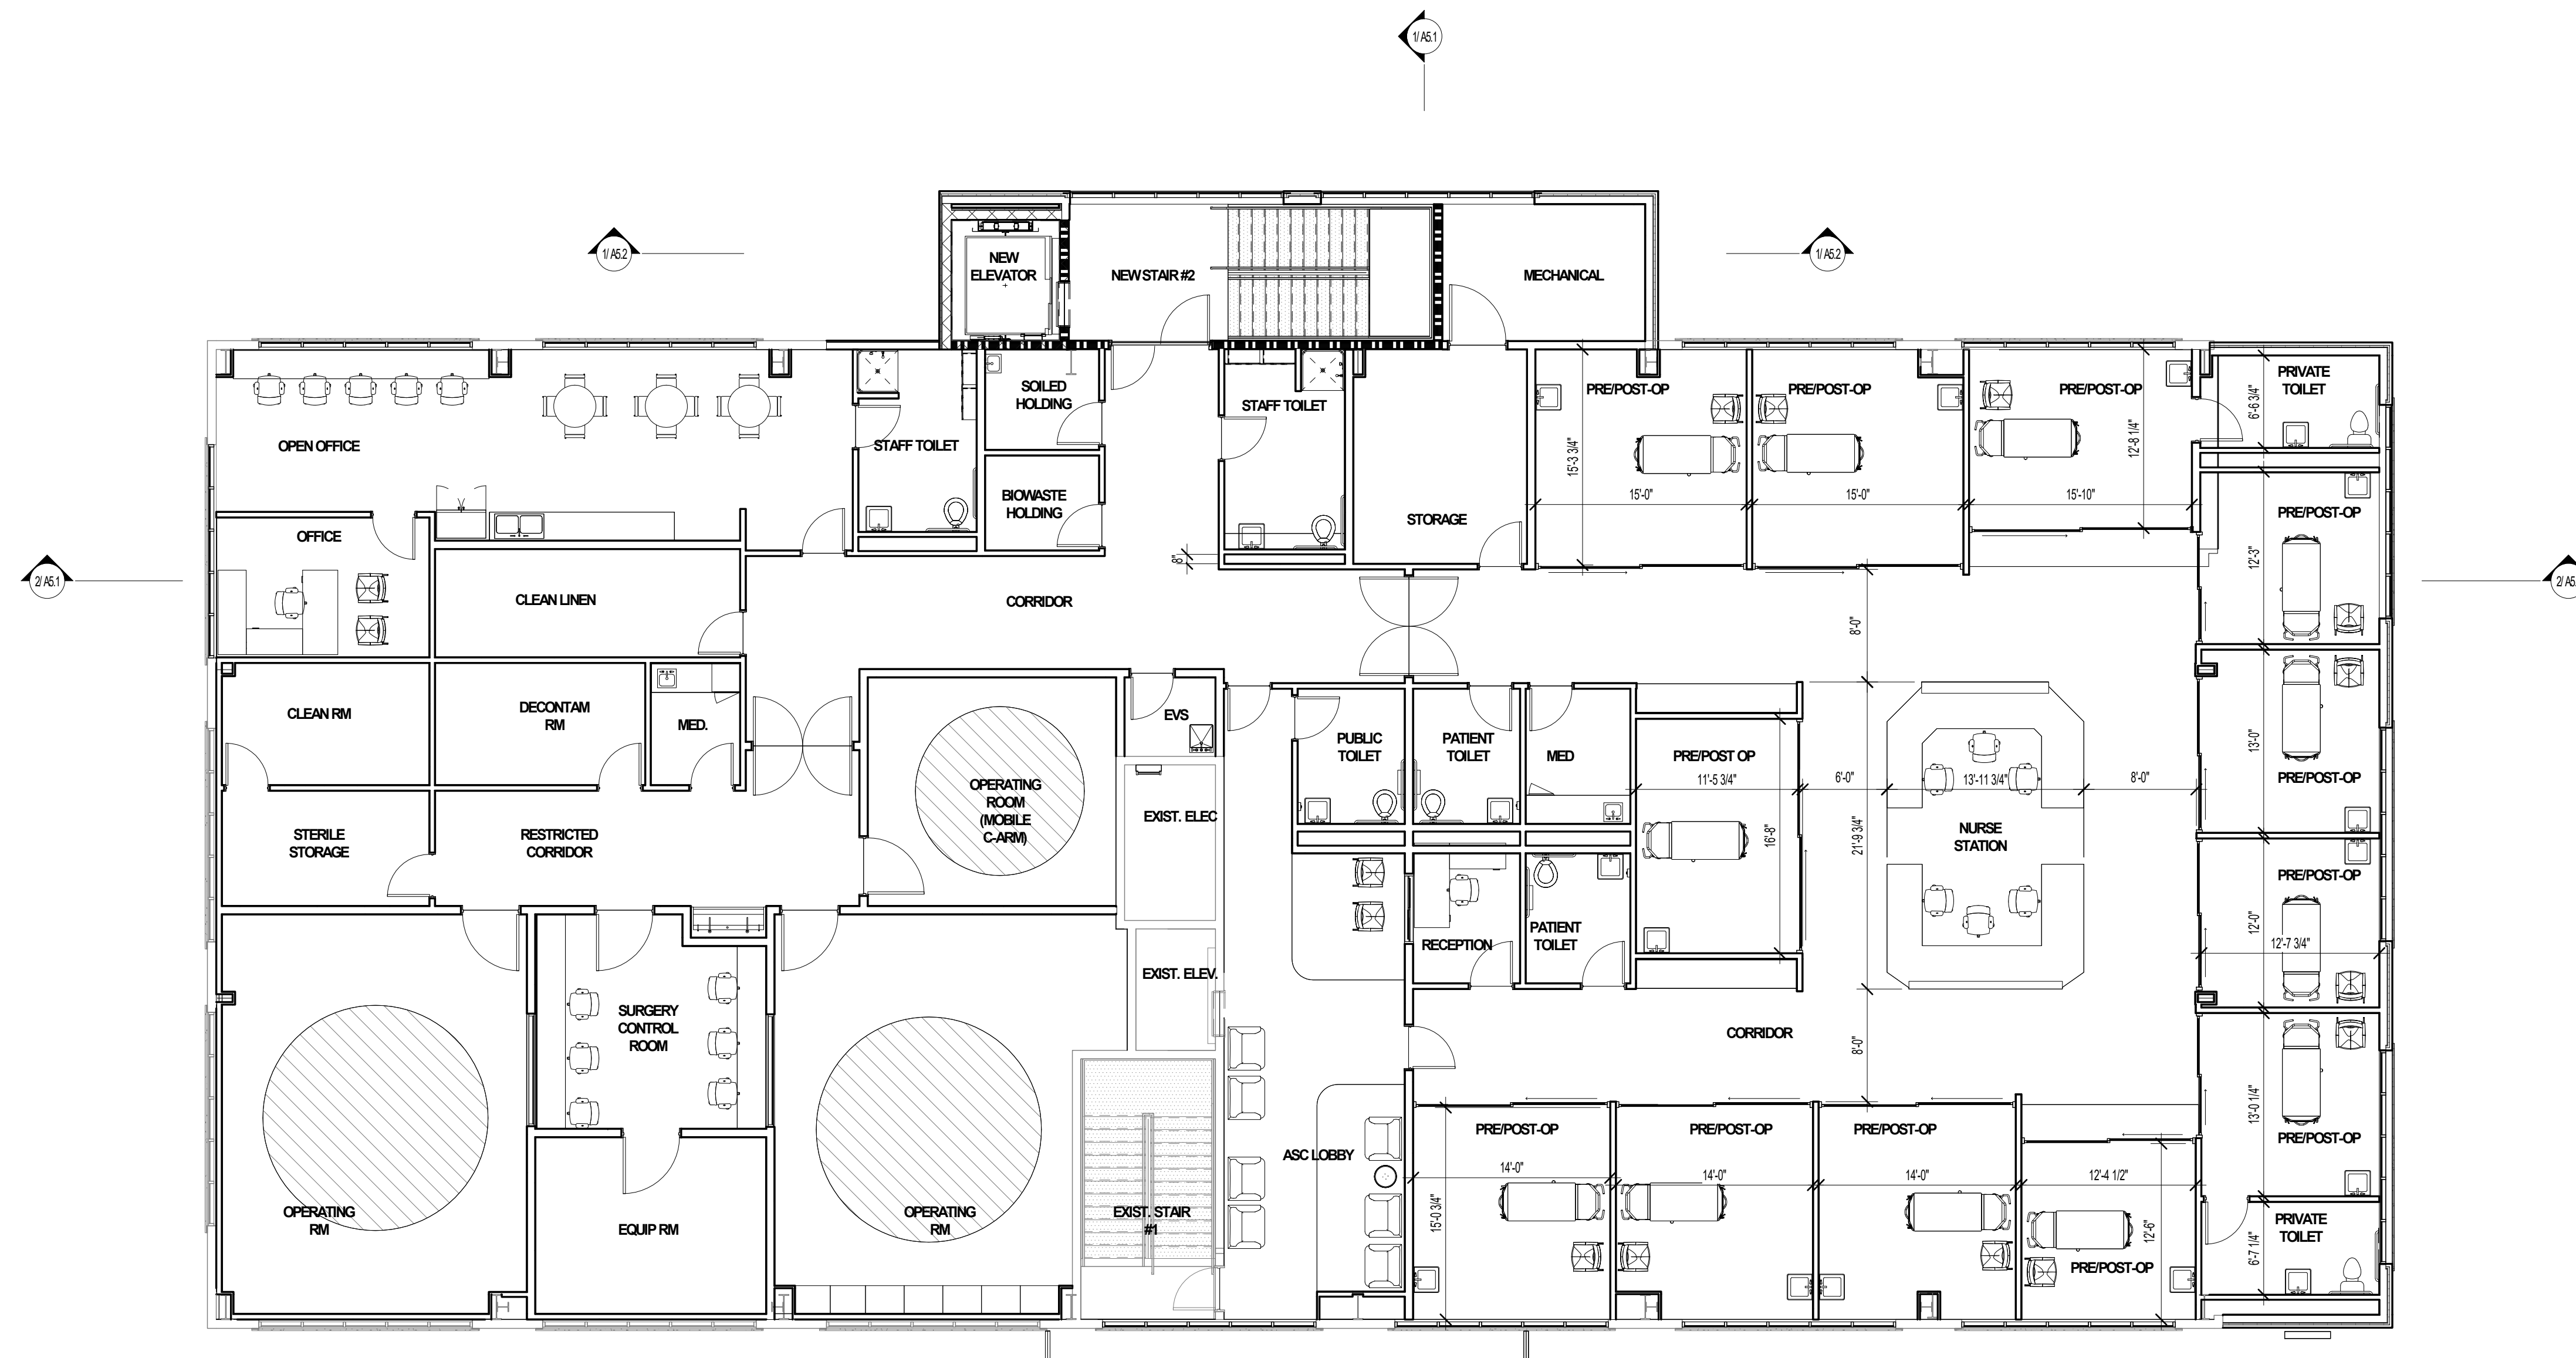 1/ A5.1
1/ A5.2
1/ A5.2
NEW
ELEVATOR
NEW STAIR #2
MECHANICAL
OPEN OFFICE
STAFF TOILET
SOILED
HOLDING
BIOWASTE
HOLDING
STAFF TOILET
STORAGE
PRE/POST-OP
PRE/POST-OP
PRE/POST-OP
PRIVATE
TOILET
6'-6 3/4"
15'-3 3/4"
12'-8 1/4"
15'-0"
15'-0"
15'-10"
PRE/POST-OP
12'-3"
OFFICE
8"
2/ A5.1
2/ A5.
CLEAN LINEN
CORRIDOR
8'-0"
CLEAN RM
DECONTAM
RM
MED.
EVS
PUBLIC
TOILET
PATIENT
TOILET
MED
PRE/POST OP
11'-5 3/4"
6'-0"
13'-11 3/4"
8'-0"
13'-0"
PRE/POST-OP
OPERATING
ROOM
(MOBILE
C-ARM)
EXIST. ELEC
STERILE
STORAGE
RESTRICTED
CORRIDOR
16'-8"
21'-9 3/4"
NURSE
STATION
PRE/POST-OP
12'-0"
12'-7 3/4"
RECEPTION
PATIENT
TOILET
EXIST. ELEV.
SURGERY
CONTROL
ROOM
CORRIDOR
8'-0"
13'-0 1/4"
PRE/POST-OP
PRE/POST-OP
PRE/POST-OP
PRE/POST-OP
ASC LOBBY
14'-0"
14'-0"
14'-0"
12'-4 1/2"
15'-0 3/4"
12'-6"
OPERATING
RM
EQUIP RM
OPERATING
RM
EXIST. STAIR
#1
PRE/POST-OP
PRIVATE
TOILET
6'-7 1/4"